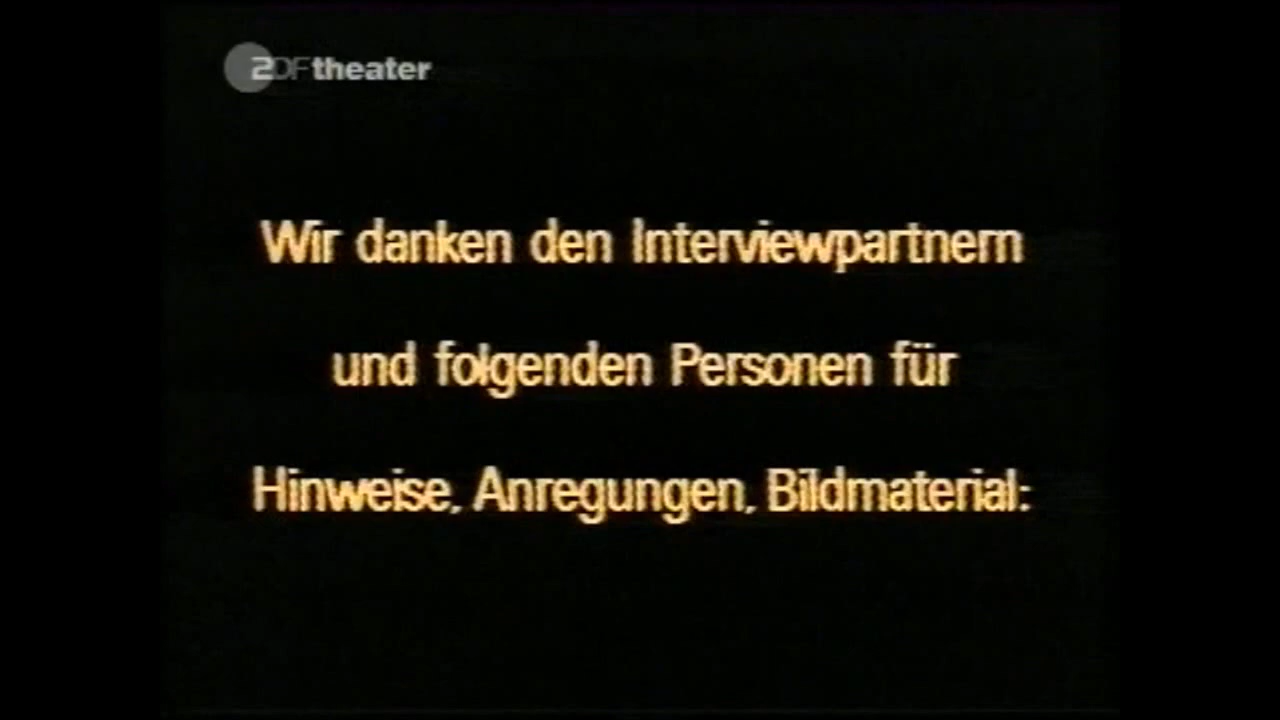 ZDFtheater
Wir danken den Interviewpartnern
und folgenden Personen für
Hinweise, Anregungen, Bildmaterial: